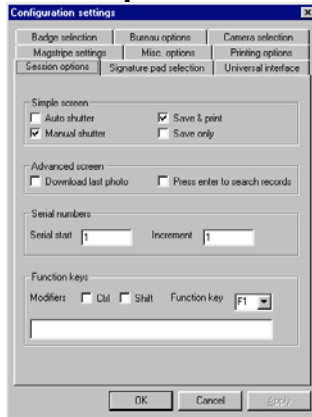 Configuration settings
Badge selection Bureau options Camera selection
Magstripe settings Misc. options Printing options
Session options Signature pad selection Universal interface
Simple screen
Auto shutter Save & print
Manual shutter Save only
Advanced screen
Download last photo Press enter to search records
Serial numbers
Serial start 1 Increment 1
Function keys
Modifiers Ctrl Shift Function key F1
OK Cancel Apply